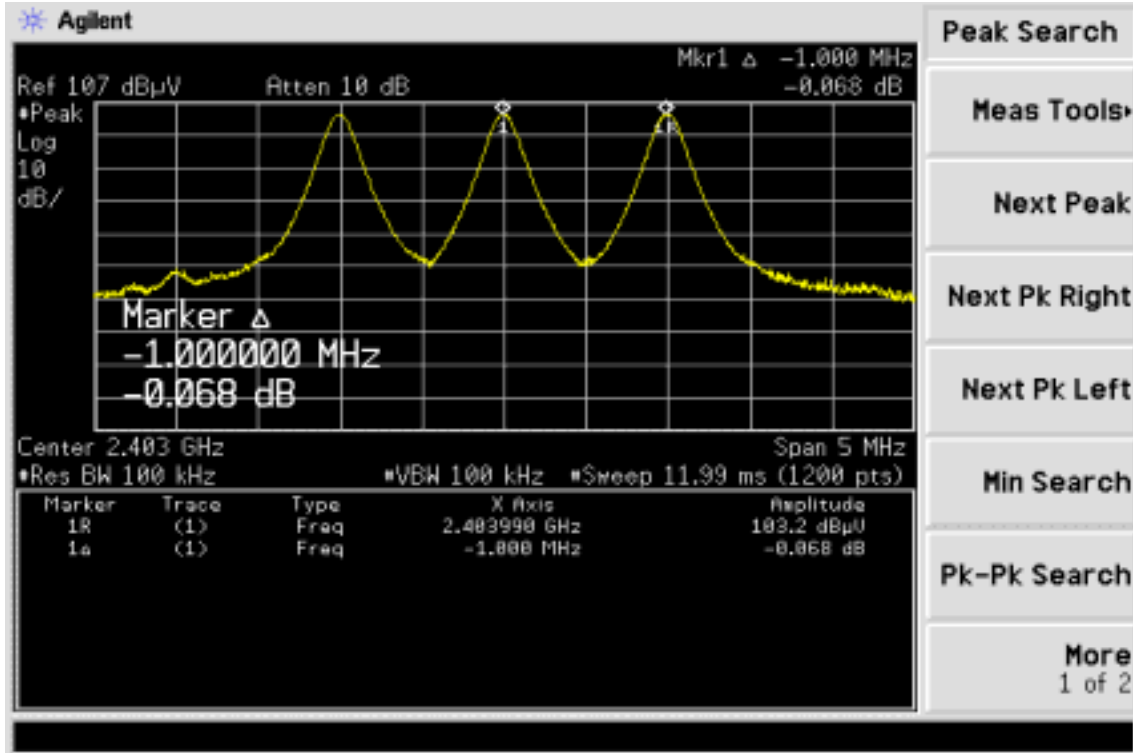 Agilent
Peak Search
Mkr1 Δ -1.000 MHz
Ref 107 dBµV Atten 10 dB -0.068 dB
#Peak
Log
10
dB/
1 1R
Marker Δ
-1.000000 MHz
-0.068 dB
Center 2.403 GHz Span 5 MHz
#Res BW 100 kHz #VBW 100 kHz #Sweep 11.99 ms (1200 pts)
Marker Trace Type X Axis Amplitude
1R (1) Freq 2.403990 GHz 103.2 dBµV
1Δ (1) Freq -1.000 MHz -0.068 dB
Meas Tools▸
Next Peak
Next Pk Right
Next Pk Left
Min Search
Pk-Pk Search
More
1 of 2